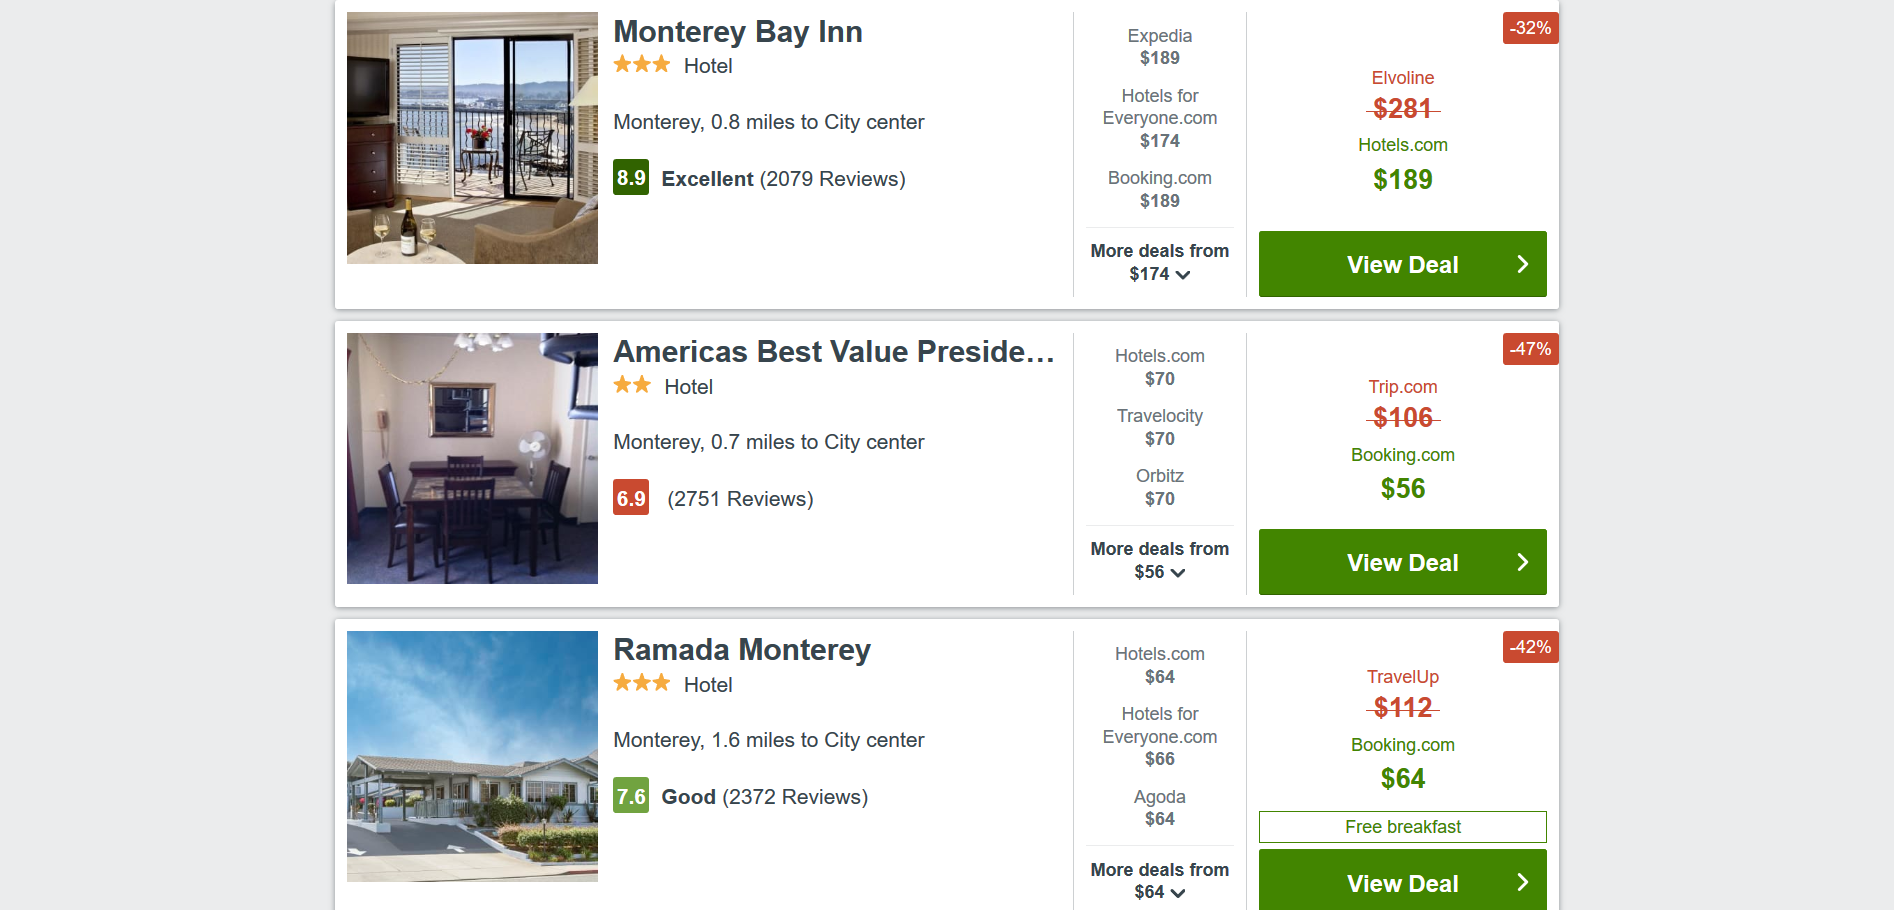 Monterey Bay Inn
Hotel
Monterey, 0.8 miles to City center
8.9 Excellent (2079 Reviews)
Expedia
$189
Hotels for
Everyone.com
$174
Booking.com
$189
More deals from
$174
-32%
Elvoline
$281
Hotels.com
$189
View Deal
Americas Best Value Preside...
Hotel
Monterey, 0.7 miles to City center
6.9 (2751 Reviews)
Hotels.com
$70
Travelocity
$70
Orbitz
$70
More deals from
$56
-47%
Trip.com
$106
Booking.com
$56
View Deal
Ramada Monterey
Hotel
Monterey, 1.6 miles to City center
7.6 Good (2372 Reviews)
Hotels.com
$64
Hotels for
Everyone.com
$66
Agoda
$64
More deals from
$64
-42%
TravelUp
$112
Booking.com
$64
Free breakfast
View Deal